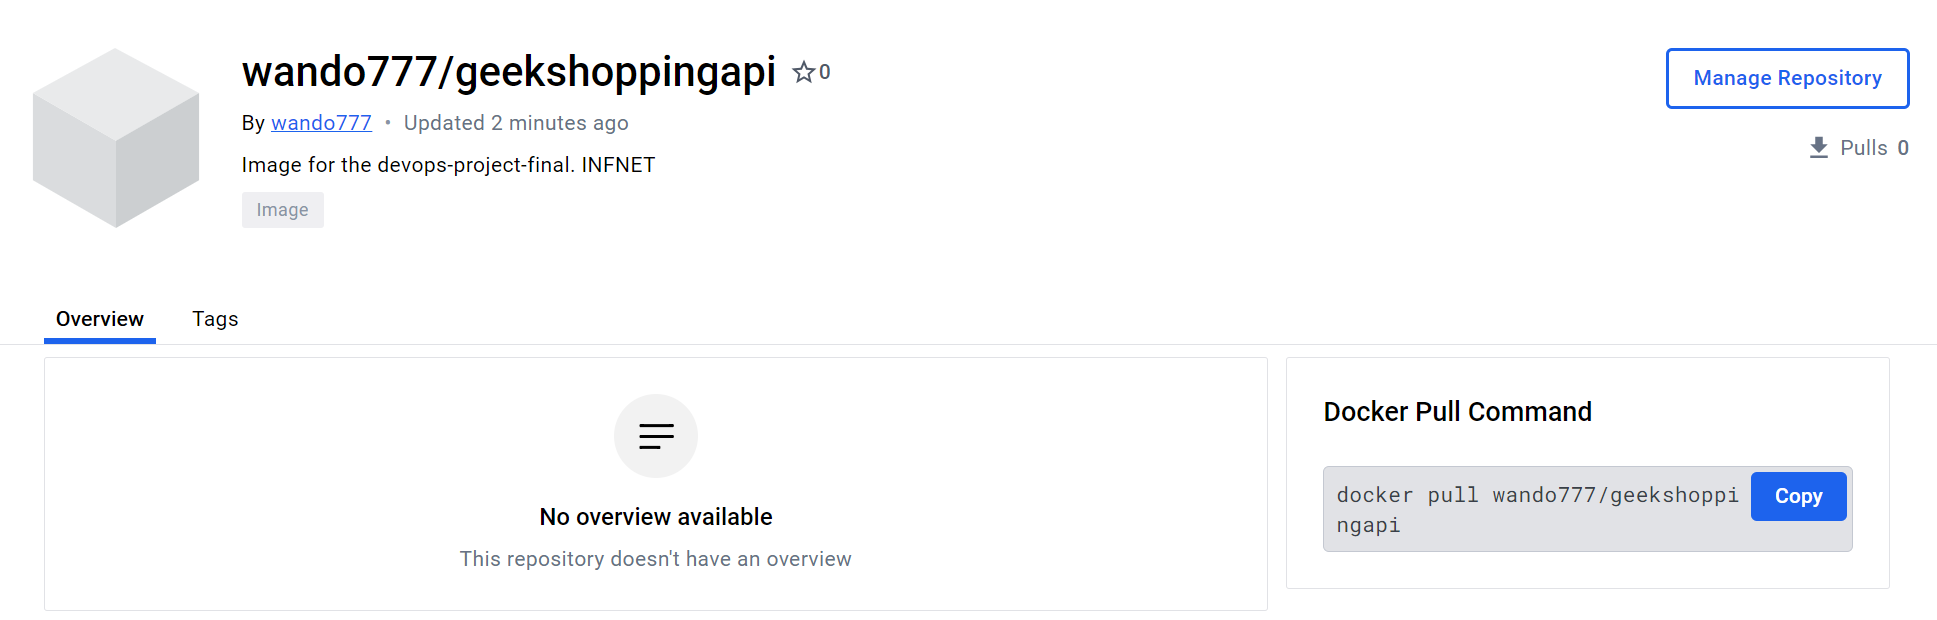 wando777/geekshoppingapi 0
Manage Repository
By wando777 • Updated 2 minutes ago
Pulls 0
Image for the devops-project-final. INFNET
Image
Overview Tags
No overview available
This repository doesn't have an overview
Docker Pull Command
docker pull wando777/geekshoppi
ngapi
Copy